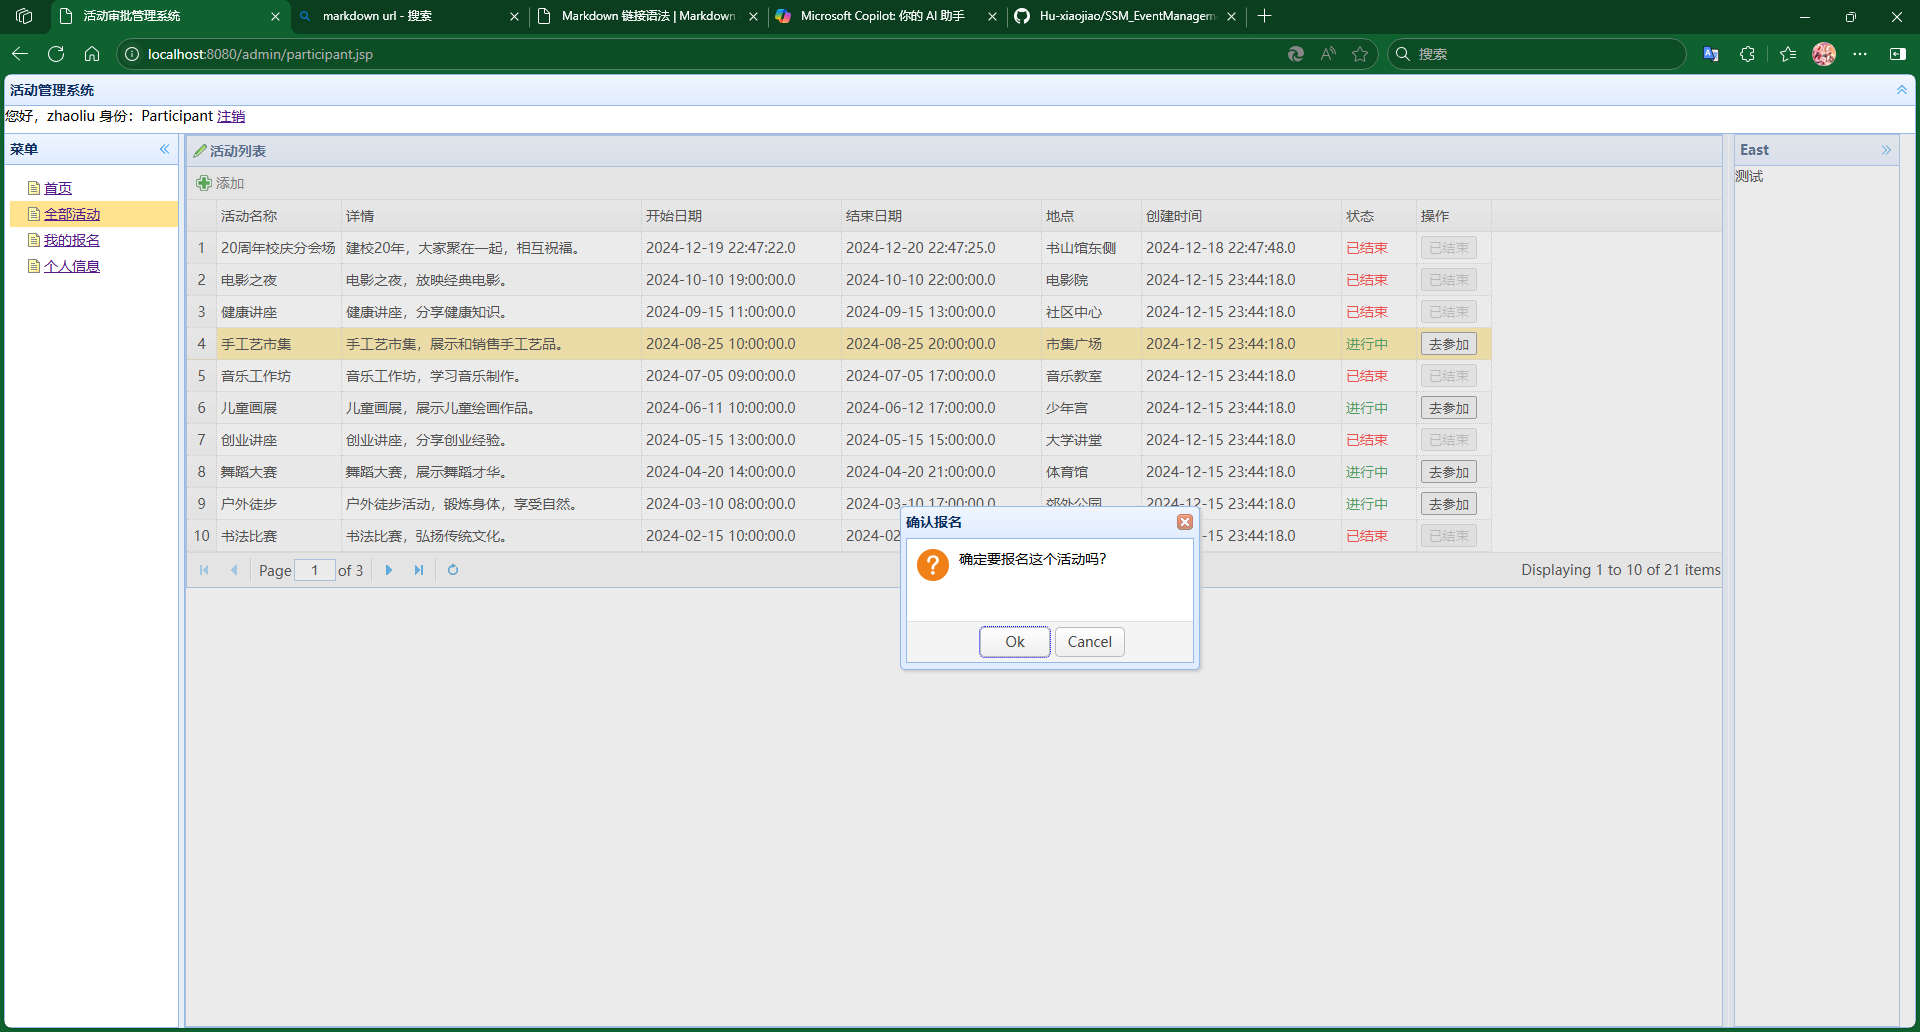 活动审批管理系统
markdown url - 搜索
Markdown 链接语法 | Markdown
Microsoft Copilot: 你的 AI 助手
Hu-xiaojiao/SSM_EventManagem
localhost:8080/admin/participant.jsp
搜索
活动管理系统
您好，zhaoliu 身份：Participant 注销
菜单
首页
全部活动
我的报名
个人信息
活动列表
添加
活动名称 详情 开始日期 结束日期 地点 创建时间 状态 操作
1 20周年校庆分会场 建校20年，大家聚在一起，相互祝福。 2024-12-19 22:47:22.0 2024-12-20 22:47:25.0 书山馆东侧 2024-12-18 22:47:48.0 已结束 已结束
2 电影之夜 电影之夜，放映经典电影。 2024-10-10 19:00:00.0 2024-10-10 22:00:00.0 电影院 2024-12-15 23:44:18.0 已结束 已结束
3 健康讲座 健康讲座，分享健康知识。 2024-09-15 11:00:00.0 2024-09-15 13:00:00.0 社区中心 2024-12-15 23:44:18.0 已结束 已结束
4 手工艺市集 手工艺市集，展示和销售手工艺品。 2024-08-25 10:00:00.0 2024-08-25 20:00:00.0 市集广场 2024-12-15 23:44:18.0 进行中 去参加
5 音乐工作坊 音乐工作坊，学习音乐制作。 2024-07-05 09:00:00.0 2024-07-05 17:00:00.0 音乐教室 2024-12-15 23:44:18.0 已结束 已结束
6 儿童画展 儿童画展，展示儿童绘画作品。 2024-06-11 10:00:00.0 2024-06-12 17:00:00.0 少年宫 2024-12-15 23:44:18.0 进行中 去参加
7 创业讲座 创业讲座，分享创业经验。 2024-05-15 13:00:00.0 2024-05-15 15:00:00.0 大学讲堂 2024-12-15 23:44:18.0 已结束 已结束
8 舞蹈大赛 舞蹈大赛，展示舞蹈才华。 2024-04-20 14:00:00.0 2024-04-20 21:00:00.0 体育馆 2024-12-15 23:44:18.0 进行中 去参加
9 户外徒步 户外徒步活动，锻炼身体，享受自然。 2024-03-10 08:00:00.0 2024-03-10 17:00:00.0 郊外公园 2024-12-15 23:44:18.0 进行中 去参加
10 书法比赛 书法比赛，弘扬传统文化。 2024-02-15 10:00:00.0 2024-02 -15 23:44:18.0 已结束 已结束
Page 1 of 3
Displaying 1 to 10 of 21 items
确认报名
确定要报名这个活动吗?
Ok Cancel
East
测试